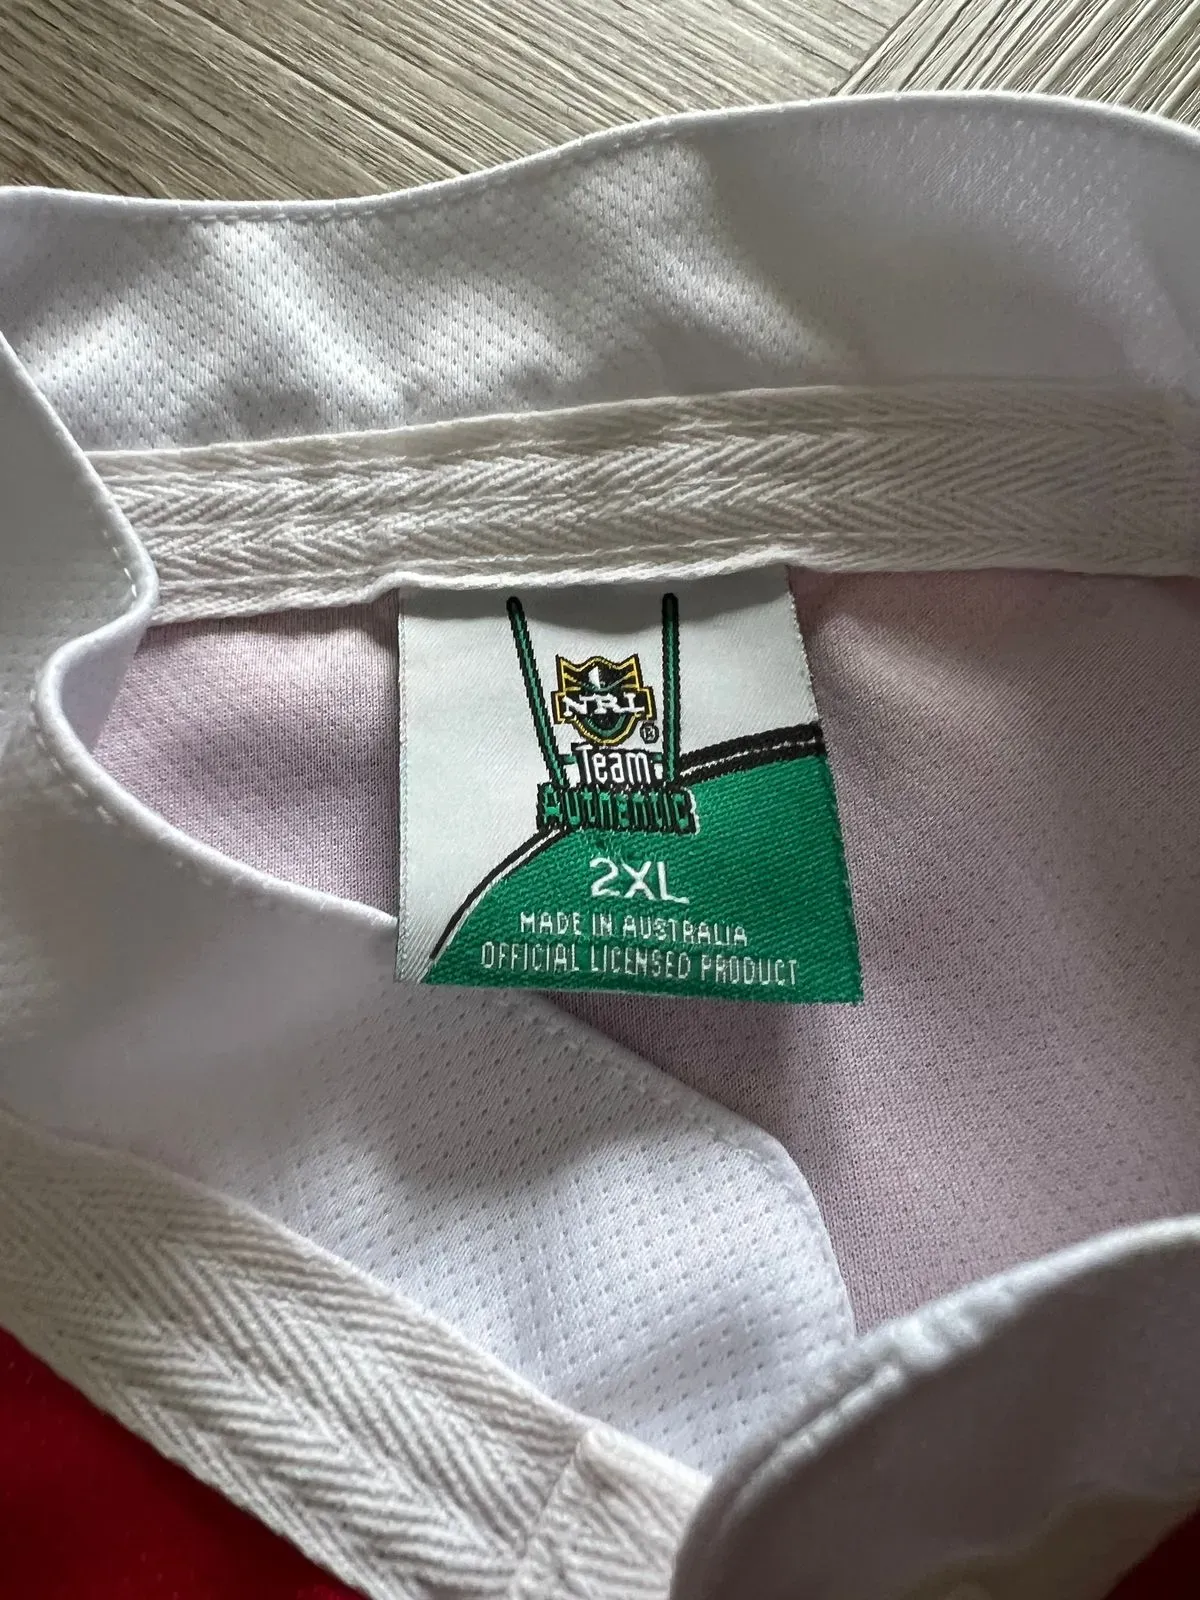 NRL
®
Team
AUTHENTIC
2XL
MADE IN AUSTRALIA
OFFICIAL LICENSED PRODUCT